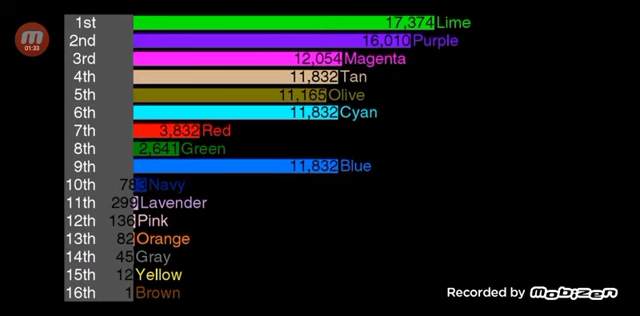 1st 17,374 Lime
2nd 16,010 Purple
3rd 12,054 Magenta
4th 11,832 Tan
5th 11,165 Olive
6th 11,832 Cyan
7th 3,832 Red
8th 2,641 Green
9th 11,832 Blue
10th 783 Navy
11th 299 Lavender
12th 136 Pink
13th 82 Orange
14th 45 Gray
15th 12 Yellow
16th 1 Brown
01:33
Recorded by Mobizen